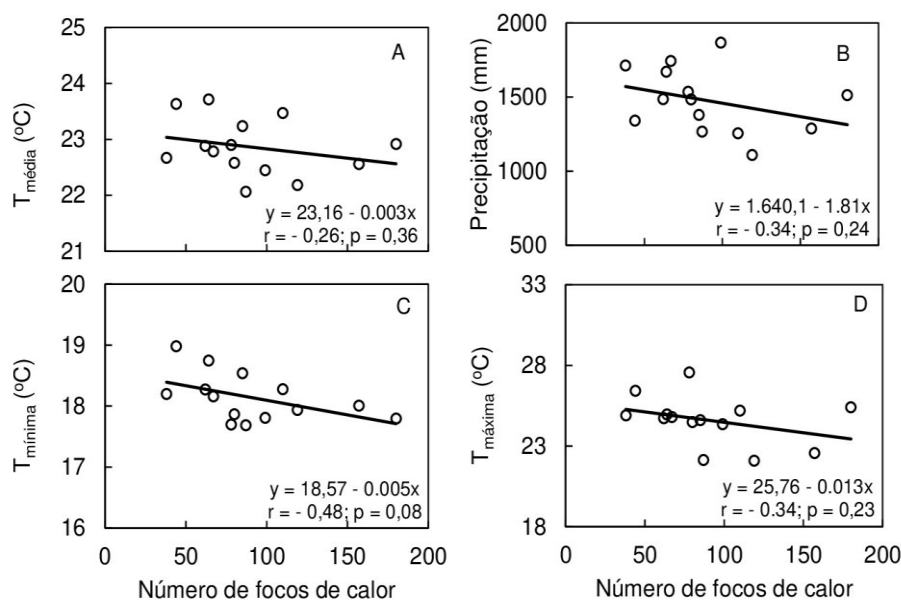 25
24
23
22
21
T média (ºC)
A
y = 23,16 - 0.003x
r = - 0,26; p = 0,36
2000
1500
1000
500
Precipitação (mm)
B
y = 1.640,1 - 1.81x
r = - 0.34; p = 0,24
20
19
18
17
16
T mínima (ºC)
C
y = 18,57 - 0.005x
r = - 0,48; p = 0,08
0 50 100 150 200
Número de focos de calor
33
28
23
18
T máxima (ºC)
D
y = 25,76 - 0.013x
r = - 0.34; p = 0,23
0 50 100 150 200
Número de focos de calor